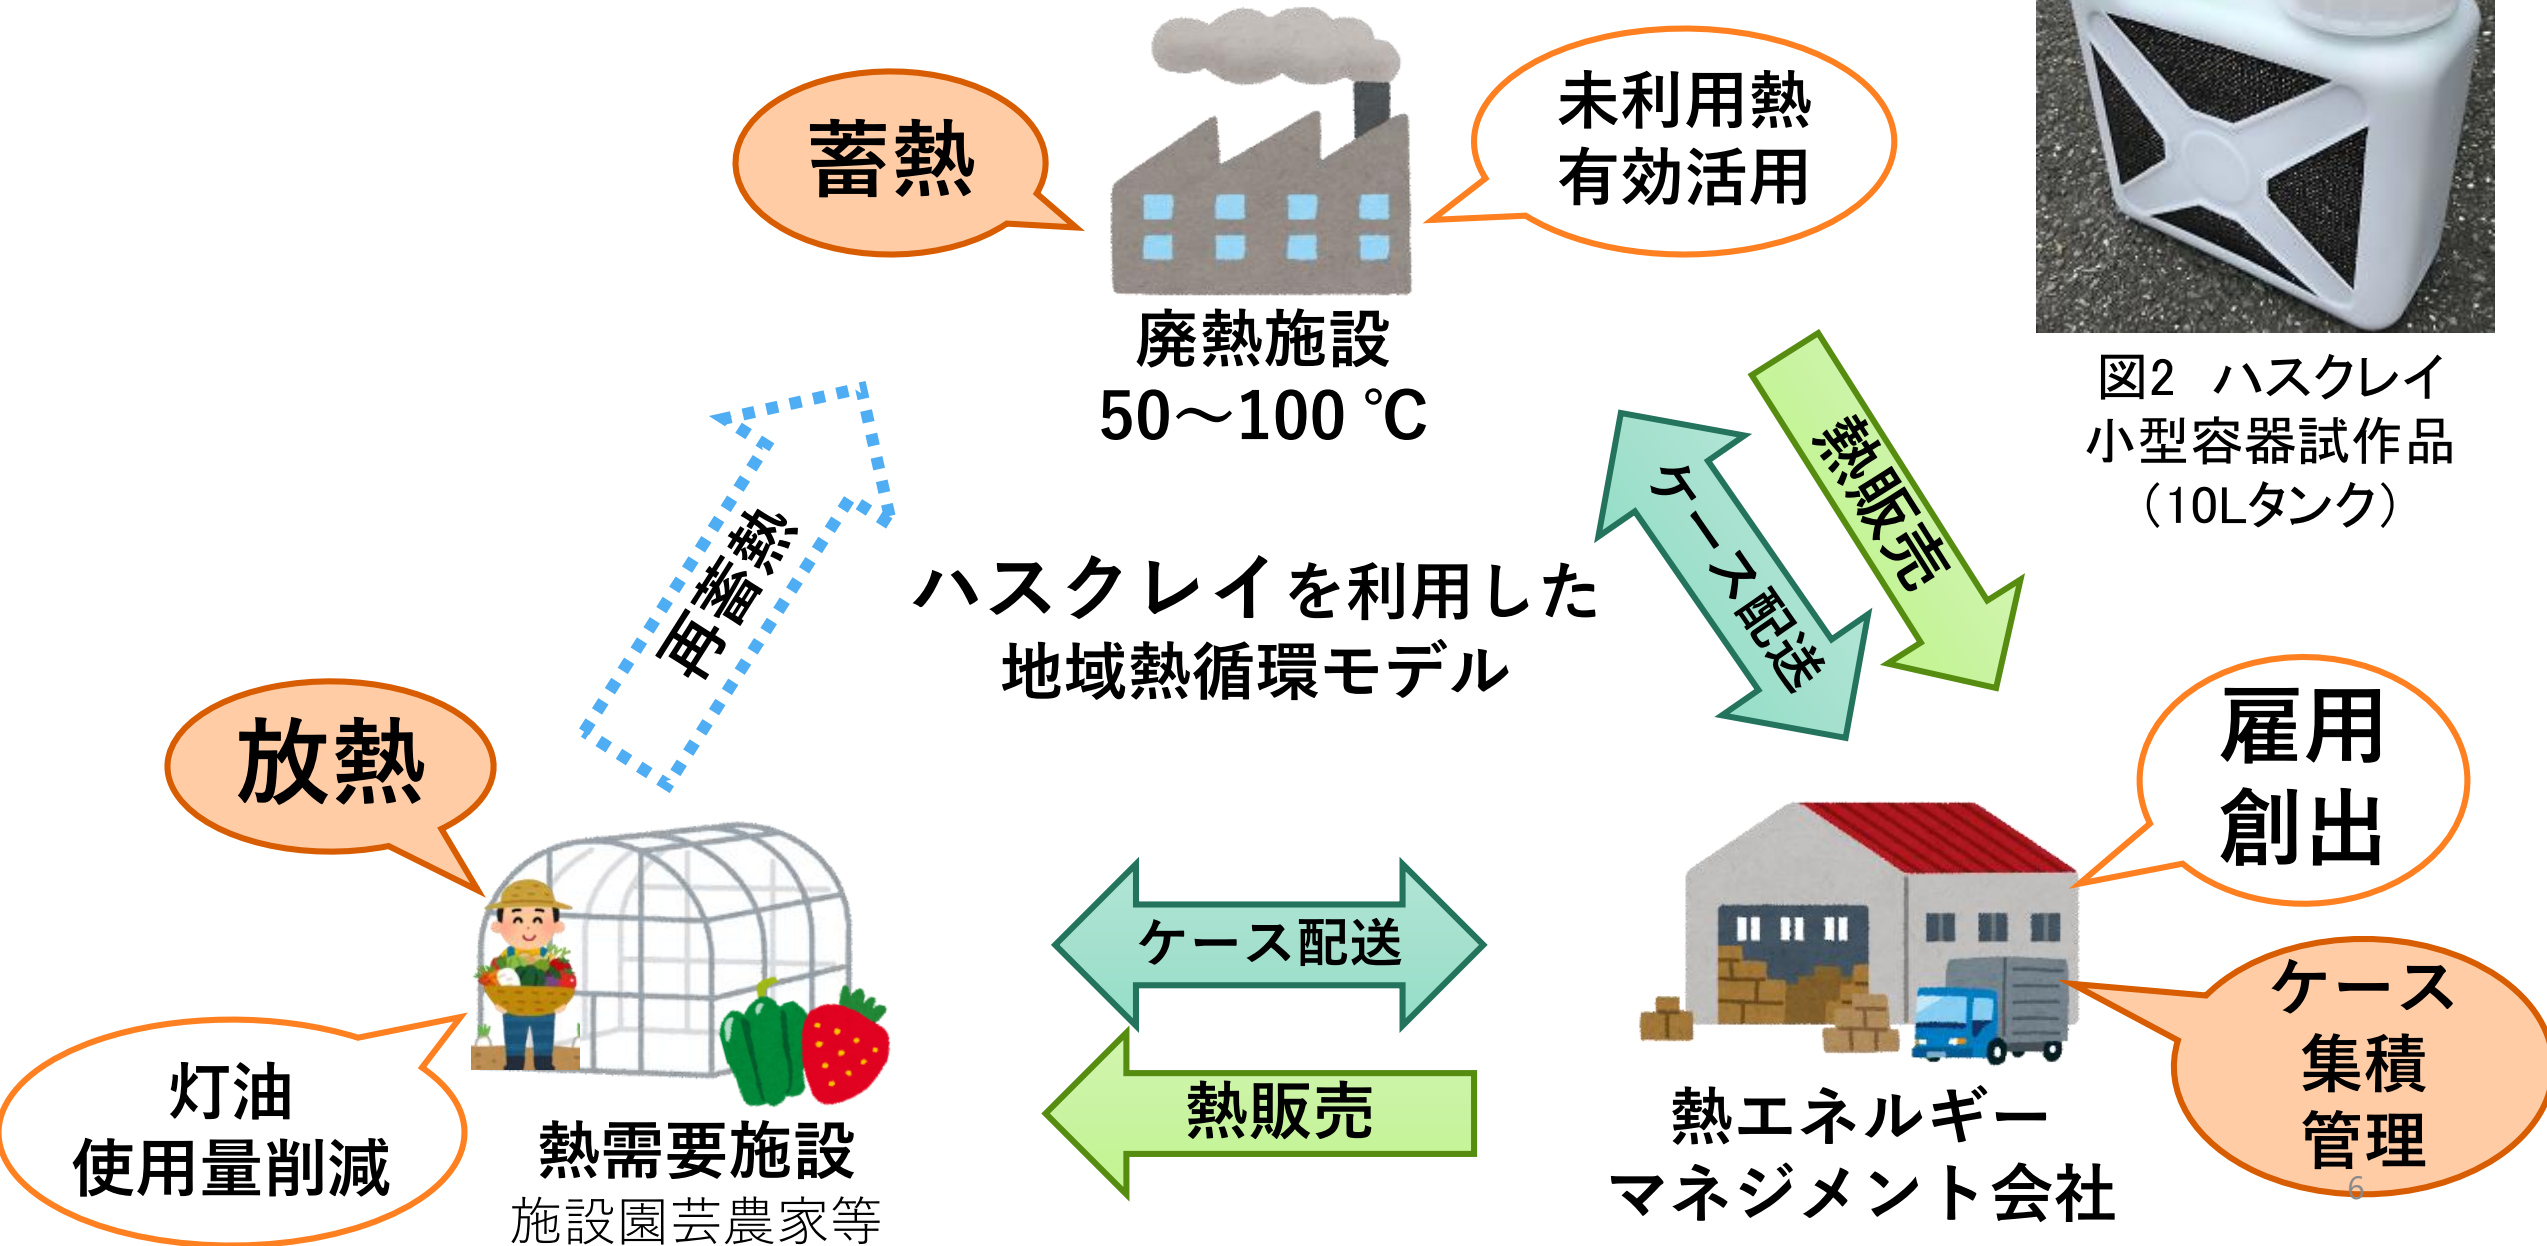 蓄熱
未利用熱
有効活用
廃熱施設
50～100 ℃
図2　ハスクレイ
小型容器試作品
（10Lタンク）
熱販売
ケース配送
再蓄熱
ハスクレイを利用した
地域熱循環モデル
放熱
雇用
創出
ケース配送
熱販売
ケース
集積
管理
灯油
使用量削減
熱需要施設
施設園芸農家等
熱エネルギー
マネジメント会社
6